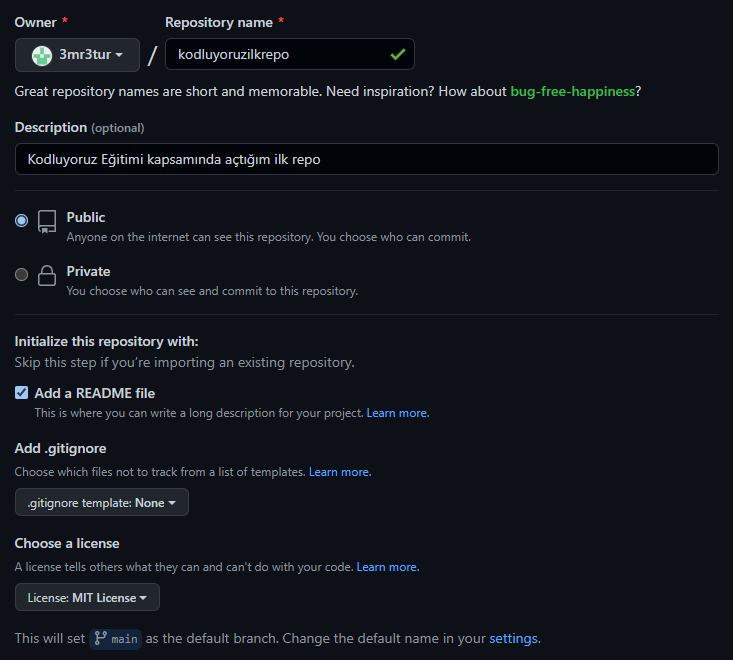 Owner * Repository name *
3mr3tur / kodluyoruzilkrepo
Great repository names are short and memorable. Need inspiration? How about bug-free-happiness?
Description (optional)
Kodluyoruz Eğitimi kapsamında açtığım ilk repo
Public
Anyone on the internet can see this repository. You choose who can commit.
Private
You choose who can see and commit to this repository.
Initialize this repository with:
Skip this step if you're importing an existing repository.
Add a README file
This is where you can write a long description for your project. Learn more.
Add .gitignore
Choose which files not to track from a list of templates. Learn more.
.gitignore template: None
Choose a license
A license tells others what they can and can't do with your code. Learn more.
License: MIT License
This will set main as the default branch. Change the default name in your settings.